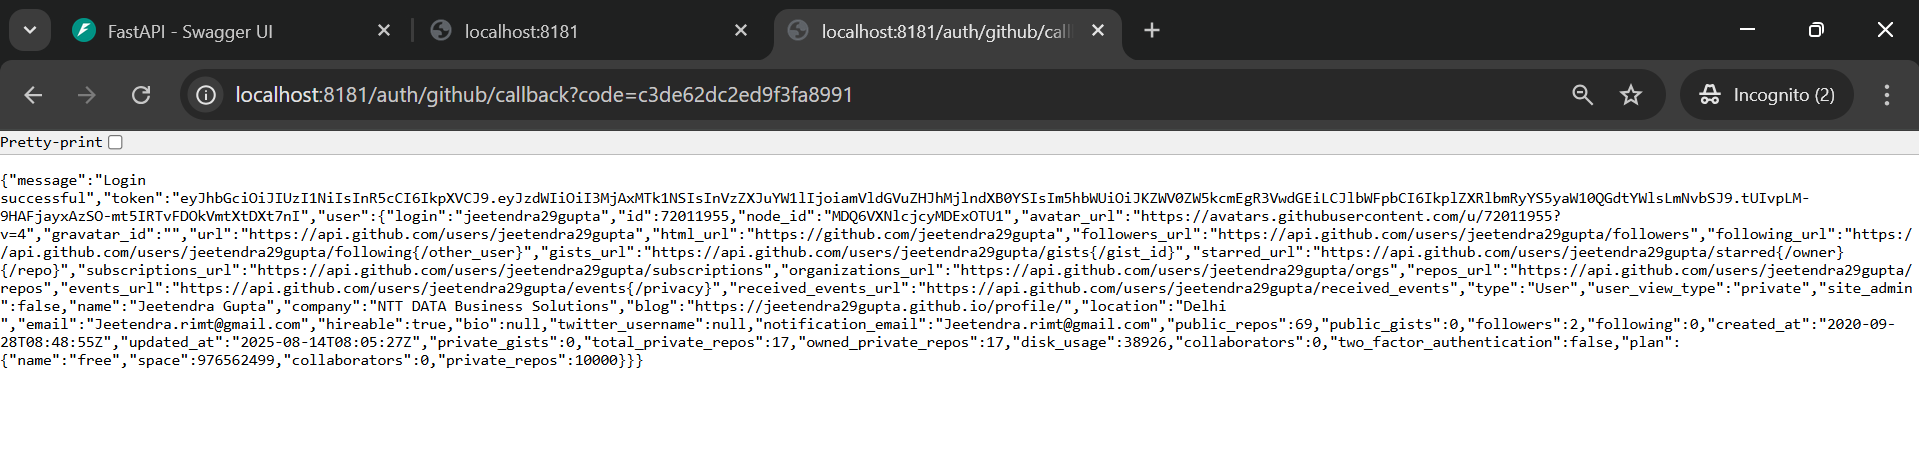 FastAPI - Swagger UI
localhost:8181
localhost:8181/auth/github/call
localhost:8181/auth/github/callback?code=c3de62dc2ed9f3fa8991
Incognito (2)
Pretty-print
{"message":"Login
successful","token":"eyJhbGciOiJIUzI1NiIsInR5cCI6IkpXVCJ9.eyJzdWIiOiI3MjAxMTk1NSIsInVzZXJuYW1lIjoiamVldGVuZHJhMjlndXB0YSIsIm5hbWUiOiJKZWV0ZW5kcmEgR3VwdGEiLCJlbWFpbCI6IkplZXRlbmRyYS5yaW10QGdtYWlsLmNvbSJ9.tUIvpLM-
9HAFjayxAzSO-mt5IRTvFDOkVmtXtDXt7nI","user":{"login":"jeetendra29gupta","id":72011955,"node_id":"MDQ6VXNlcjcyMDExOTU1","avatar_url":"https://avatars.githubusercontent.com/u/72011955?
v=4","gravatar_id":"","url":"https://api.github.com/users/jeetendra29gupta","html_url":"https://github.com/jeetendra29gupta","followers_url":"https://api.github.com/users/jeetendra29gupta/followers","following_url":"https:/
/api.github.com/users/jeetendra29gupta/following{/other_user}","gists_url":"https://api.github.com/users/jeetendra29gupta/gists{/gist_id}","starred_url":"https://api.github.com/users/jeetendra29gupta/starred{/owner}
{/repo}","subscriptions_url":"https://api.github.com/users/jeetendra29gupta/subscriptions","organizations_url":"https://api.github.com/users/jeetendra29gupta/orgs","repos_url":"https://api.github.com/users/jeetendra29gupta/
repos","events_url":"https://api.github.com/users/jeetendra29gupta/events{/privacy}","received_events_url":"https://api.github.com/users/jeetendra29gupta/received_events","type":"User","user_view_type":"private","site_admin
":false,"name":"Jeetendra Gupta","company":"NTT DATA Business Solutions","blog":"https://jeetendra29gupta.github.io/profile/","location":"Delhi
","email":"Jeetendra.rimt@gmail.com","hireable":true,"bio":null,"twitter_username":null,"notification_email":"Jeetendra.rimt@gmail.com","public_repos":69,"public_gists":0,"followers":2,"following":0,"created_at":"2020-09-
28T08:48:55Z","updated_at":"2025-08-14T08:05:27Z","private_gists":0,"total_private_repos":17,"owned_private_repos":17,"disk_usage":38926,"collaborators":0,"two_factor_authentication":false,"plan":
{"name":"free","space":976562499,"collaborators":0,"private_repos":10000}}}